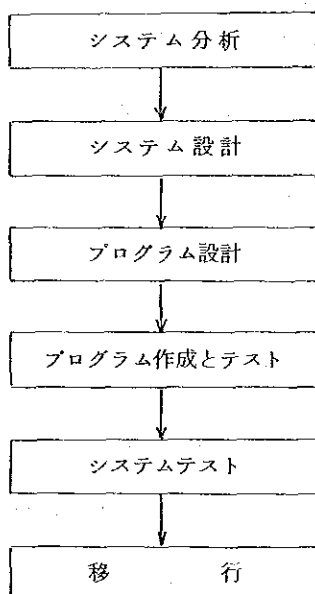 システム分析
システム設計
プログラム設計
プログラム作成とテスト
システムテスト
移行